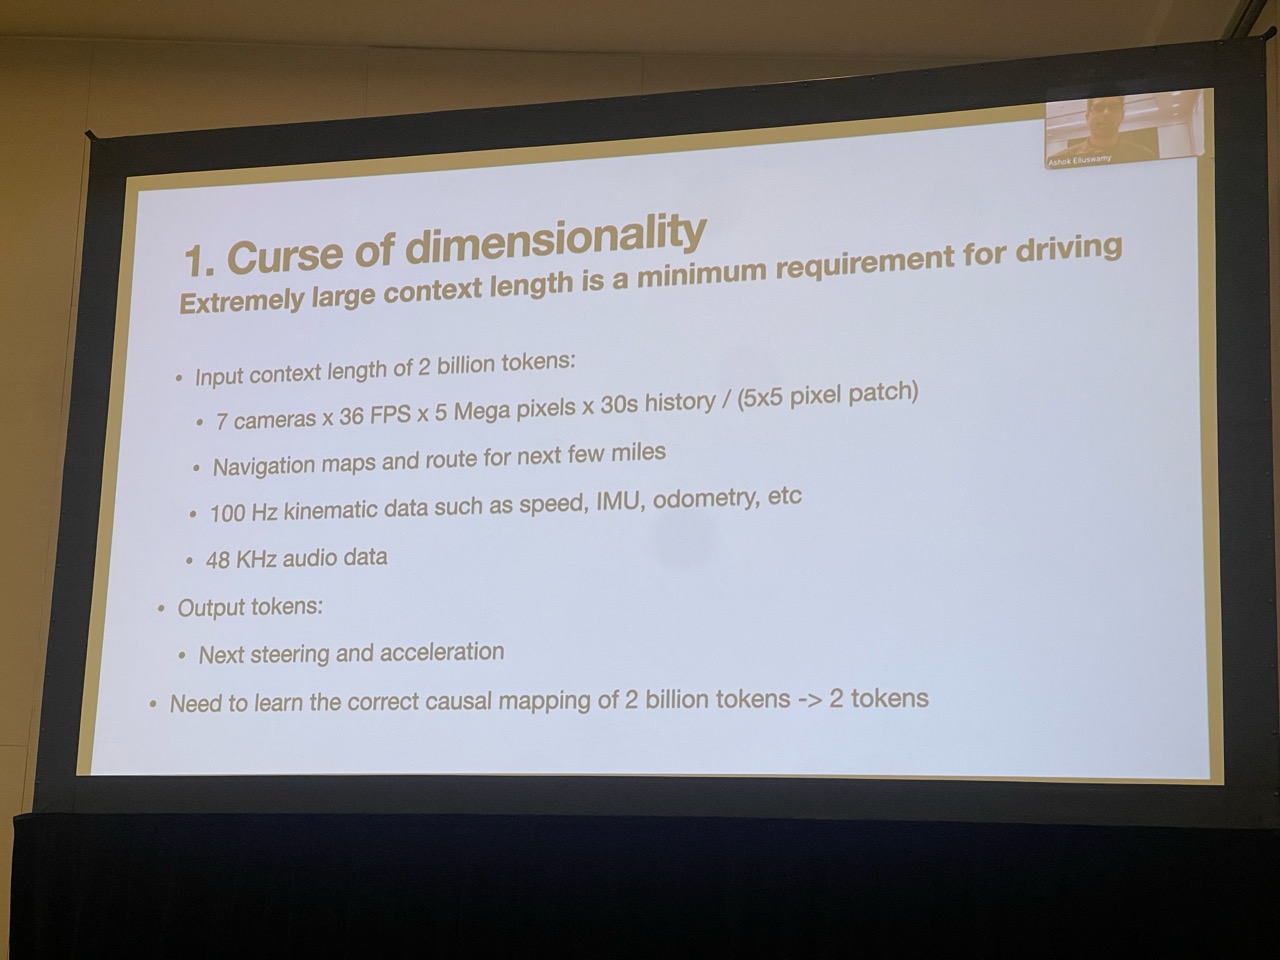 Ashok Elluswamy
1. Curse of dimensionality
Extremely large context length is a minimum requirement for driving
• Input context length of 2 billion tokens:
• 7 cameras x 36 FPS x 5 Mega pixels x 30s history / (5x5 pixel patch)
• Navigation maps and route for next few miles
• 100 Hz kinematic data such as speed, IMU, odometry, etc
• 48 KHz audio data
• Output tokens:
• Next steering and acceleration
• Need to learn the correct causal mapping of 2 billion tokens -> 2 tokens